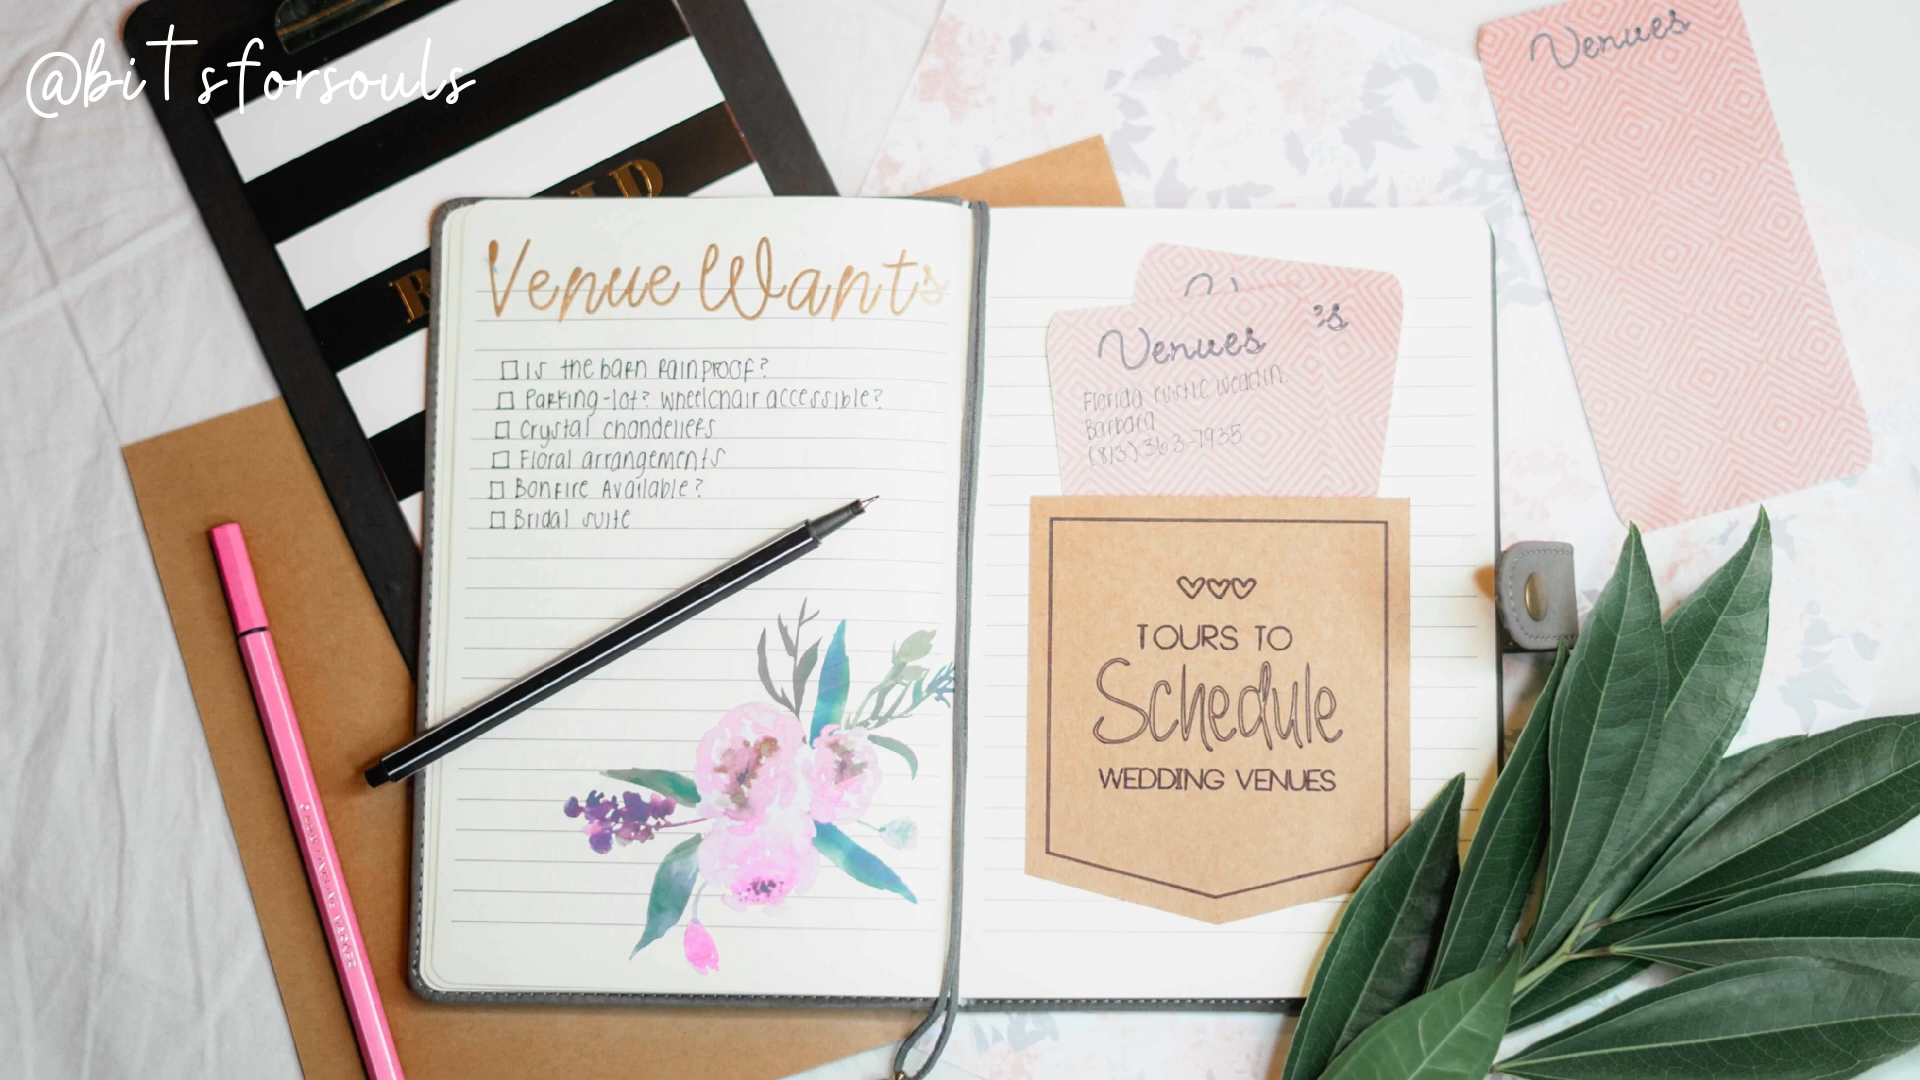 @bitsforsouls
Venues
Venue Wants
Is the barn rainproof?
Parking-lot? wheelchair accessible?
Crystal chandeliers
Floral arrangements
Bonfire Available?
Bridal suite
Venues 's
Florida rustic weddin.
Barbara
(813) 363-7935
TOURS TO
Schedule
WEDDING VENUES